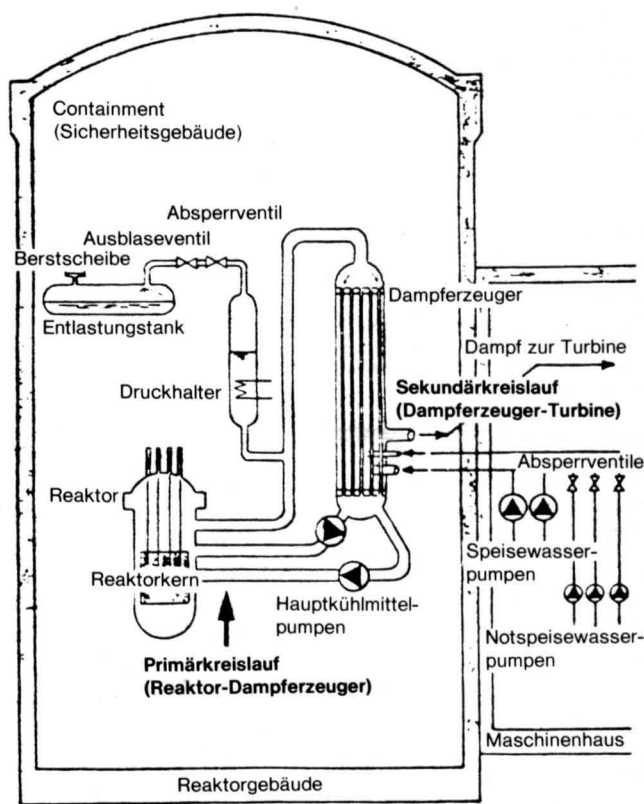 Containment
(Sicherheitsgebäude)
Absperrventil
Ausblaseventil
Berstscheibe
Entlastungstank
Dampferzeuger
Dampf zur Turbine
Druckhalter
Sekundärkreislauf
(Dampferzeuger-Turbine)
Absperrventile
Reaktor
Speisewasser-
pumpen
Reaktorkern
Hauptkühlmittel-
pumpen
Notspeisewasser-
pumpen
Primärkreislauf
(Reaktor-Dampferzeuger)
Maschinenhaus
Reaktorgebäude